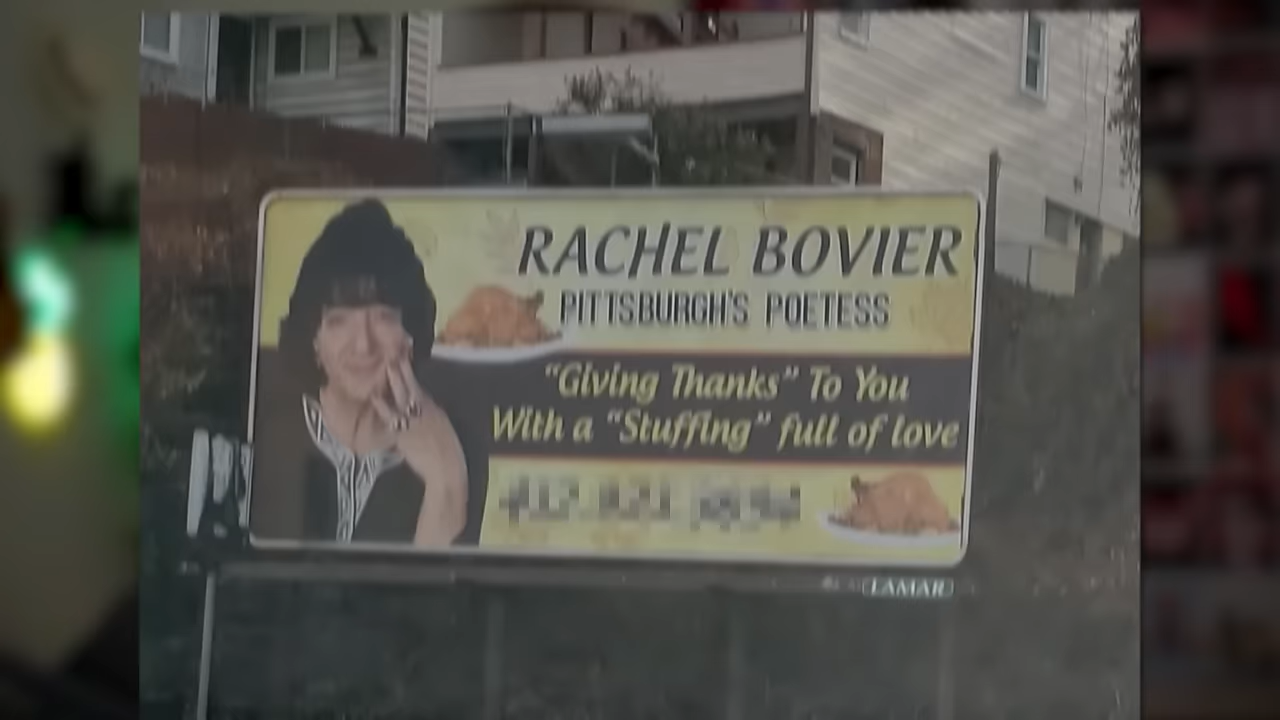 RACHEL BOVIER
PITTSBURGH'S POETESS
"Giving Thanks" To You
With a "Stuffing" full of love
LAMAR